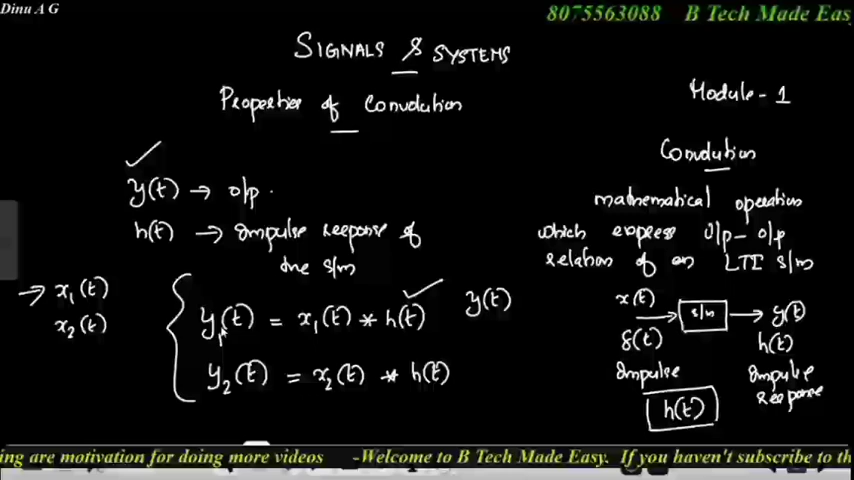 Dinu A G
8075563088 B Tech Made Eas
SIGNALS & SYSTEMS
Properties of Convolution
Module - 1
y(t) → o/p .
h(t) → Impulse Response of
the s/m
→ x₁(t)
x₂(t)
y₁(t) = x₁(t) * h(t)
y(t)
y₂(t) = x₂(t) * h(t)
Convolution
mathematical operation
which express i/p - o/p
relation of an LTI s/m
x(t) → s/m → y(t)
δ(t) h(t)
Impulse
Impulse
response
h(t)
ing are motivation for doing more videos -Welcome to B Tech Made Easy. If you haven't subscribe to th